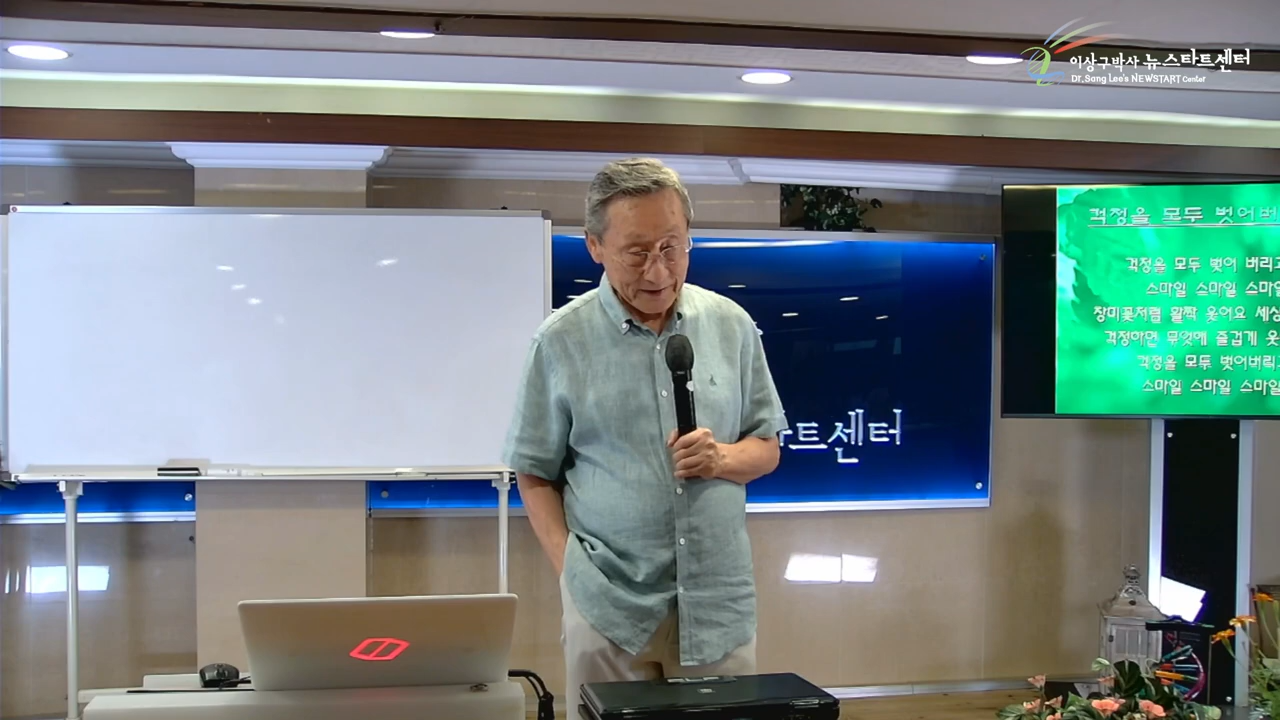 이상구박사 뉴스타트센터
Dr.Sang Lee's NEWSTART Center
걱정을 모두 벗어버
걱정을 모두 벗어 버리고
스마일 스마일 스마일
장미꽃처럼 활짝 웃어요 세상
걱정하면 무엇에 즐겁게 웃
걱정을 모두 벗어버리고
스마일 스마일 스마일
타트센터